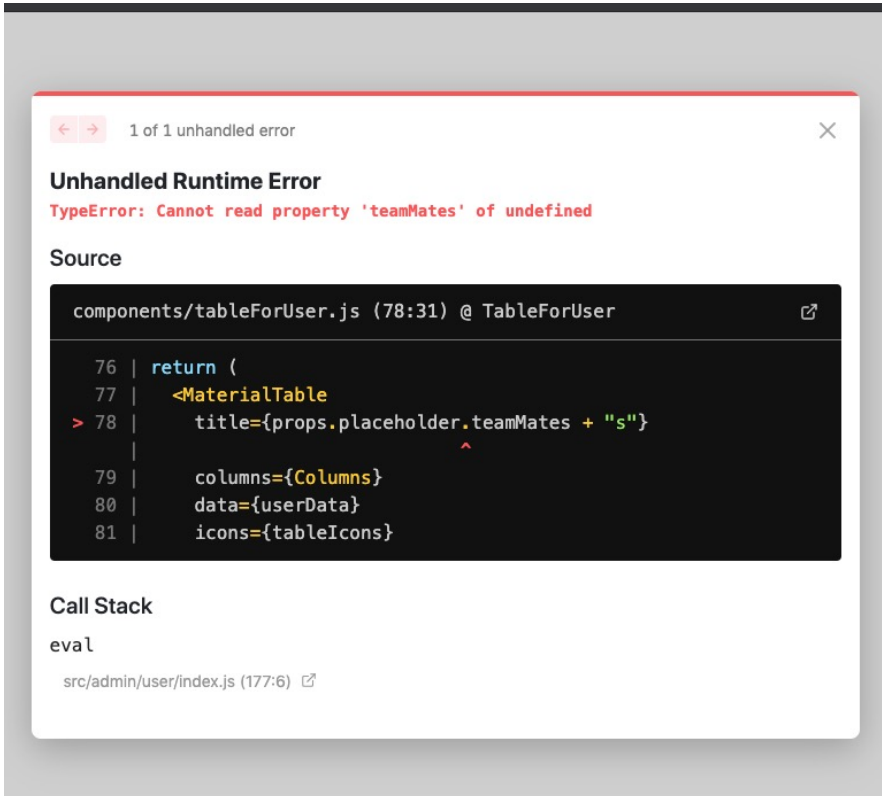 1 of 1 unhandled error
Unhandled Runtime Error
TypeError: Cannot read property 'teamMates' of undefined
Source
components/tableForUser.js (78:31) @ TableForUser
76 | return (
77 | <MaterialTable
> 78 | title={props.placeholder.teamMates + "s"}
| ^
79 | columns={Columns}
80 | data={userData}
81 | icons={tableIcons}
Call Stack
eval
src/admin/user/index.js (177:6)